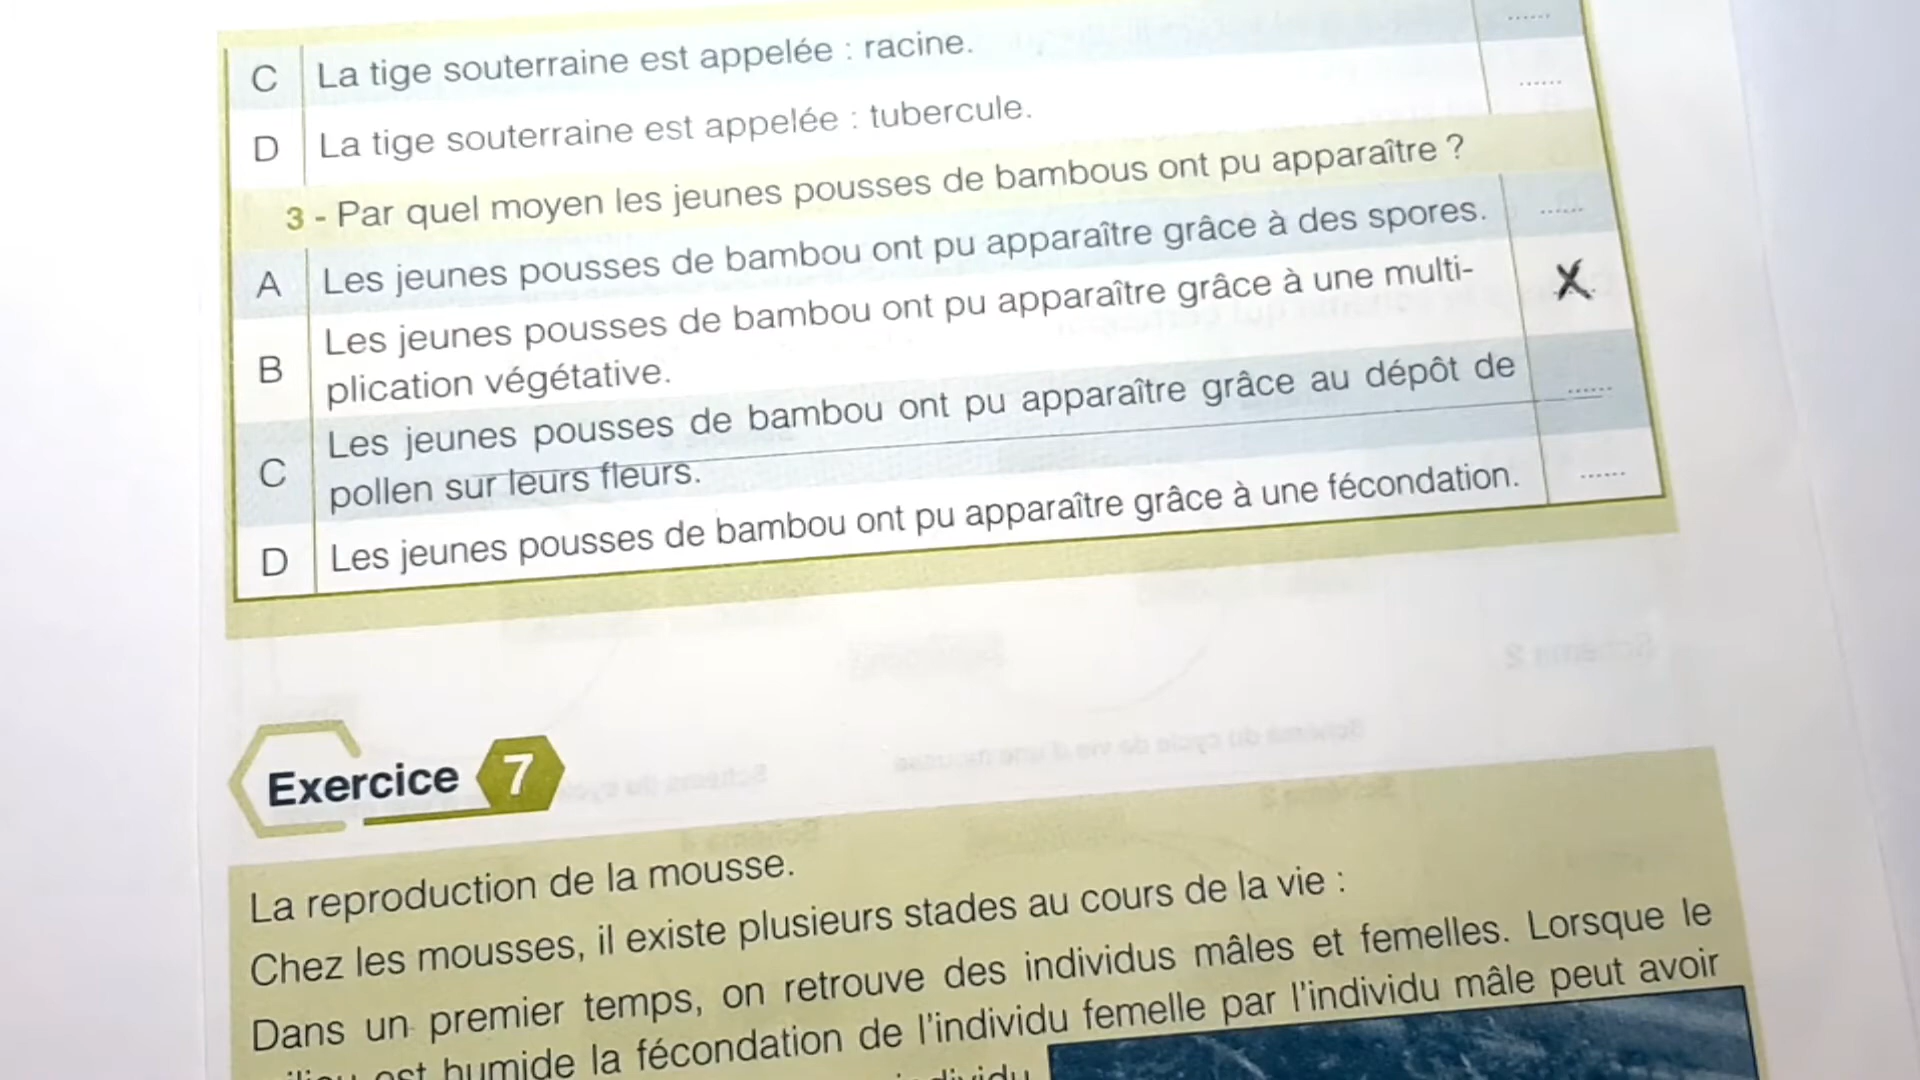 C La tige souterraine est appelée : racine. ......
D La tige souterraine est appelée : tubercule. ......
3 - Par quel moyen les jeunes pousses de bambous ont pu apparaître ?
A Les jeunes pousses de bambou ont pu apparaître grâce à des spores. ......
B Les jeunes pousses de bambou ont pu apparaître grâce à une multi- X
plication végétative.
C Les jeunes pousses de bambou ont pu apparaître grâce au dépôt de ......
pollen sur leurs fleurs.
D Les jeunes pousses de bambou ont pu apparaître grâce à une fécondation. ......
Exercice 7
La reproduction de la mousse.
Chez les mousses, il existe plusieurs stades au cours de la vie :
Dans un premier temps, on retrouve des individus mâles et femelles. Lorsque le
est humide la fécondation de l'individu femelle par l'individu mâle peut avoir